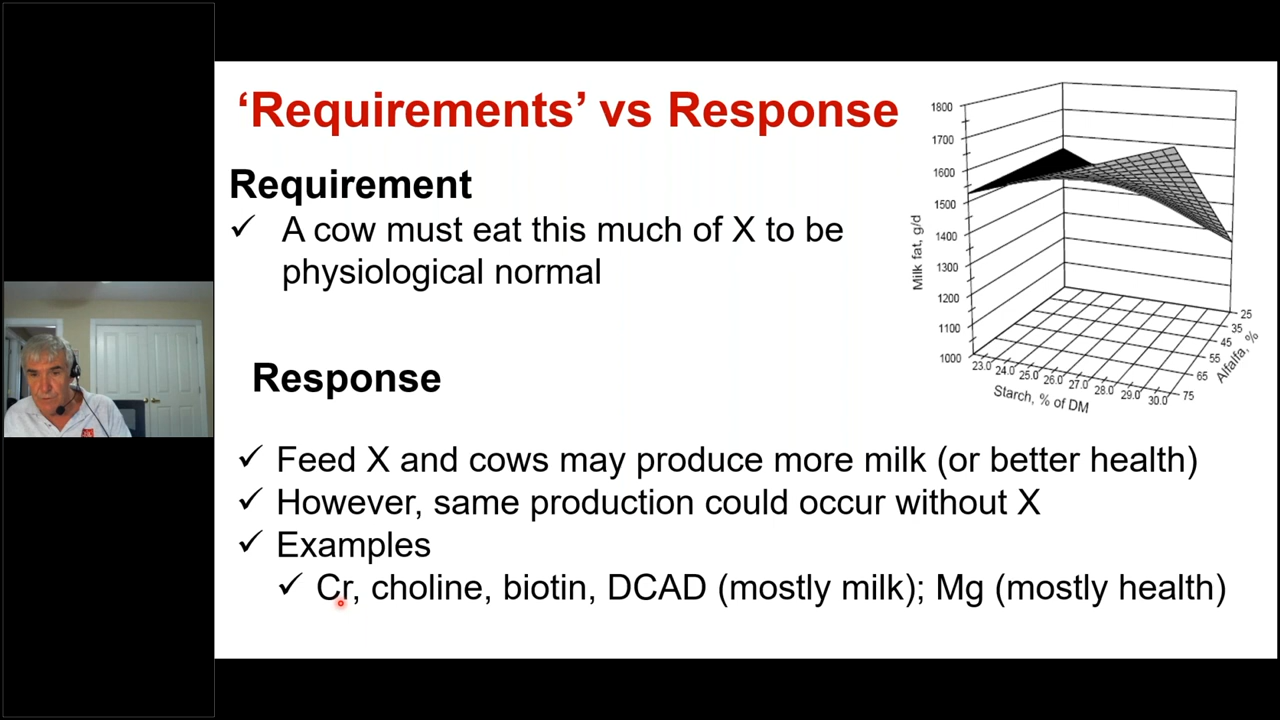 ‘Requirements’ vs Response
Requirement
✓ A cow must eat this much of X to be
physiological normal
Response
✓ Feed X and cows may produce more milk (or better health)
✓ However, same production could occur without X
✓ Examples
✓ Cr, choline, biotin, DCAD (mostly milk); Mg (mostly health)
Milk fat, g/d
1800
1700
1600
1500
1400
1300
1200
1100
1000
23.0 24.0 25.0 26.0 27.0 28.0 29.0 30.0
Starch, % of DM
25
35
45
55
65
75
Alfalfa, %